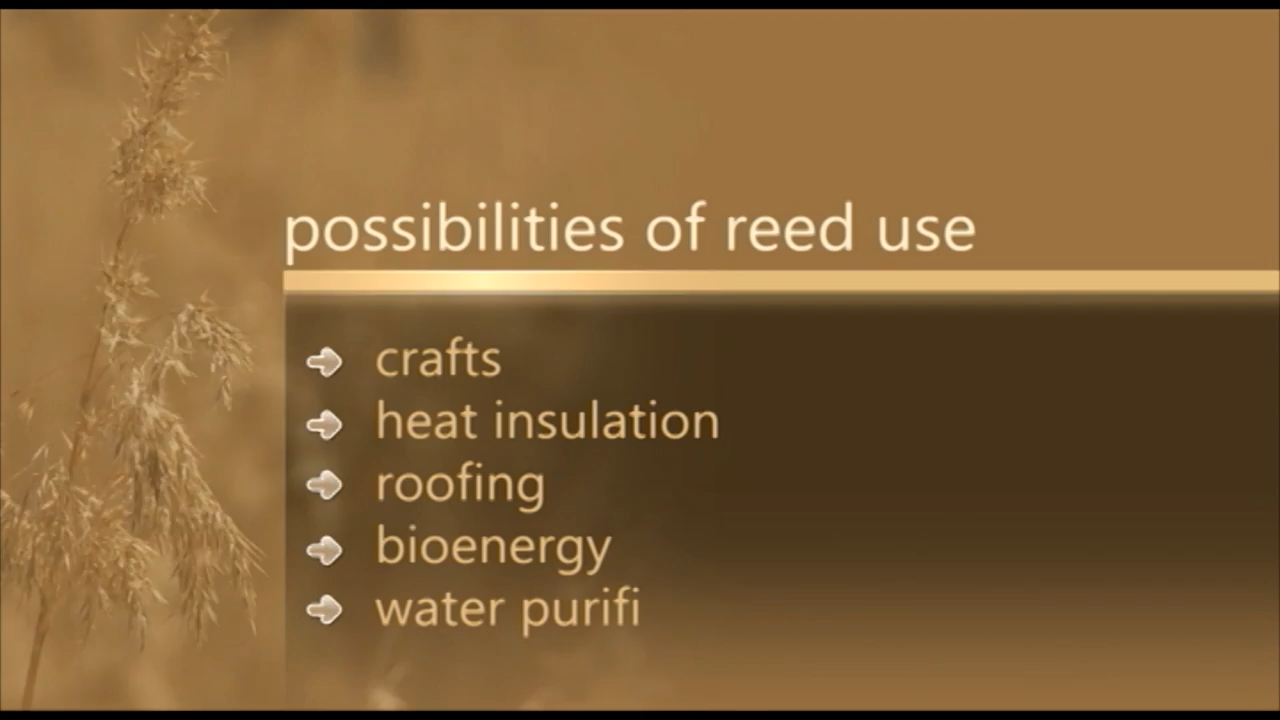 possibilities of reed use
crafts
heat insulation
roofing
bioenergy
water purifi